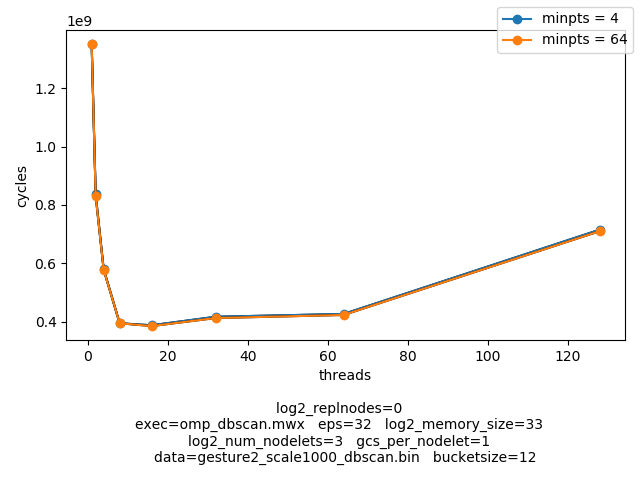 1e9
minpts = 4
minpts = 64
1.2
1.0
0.8
0.6
0.4
cycles
0 20 40 60 80 100 120
threads
log2_replnodes=0
exec=omp_dbscan.mwx eps=32 log2_memory_size=33
log2_num_nodelets=3 gcs_per_nodelet=1
data=gesture2_scale1000_dbscan.bin bucketsize=12